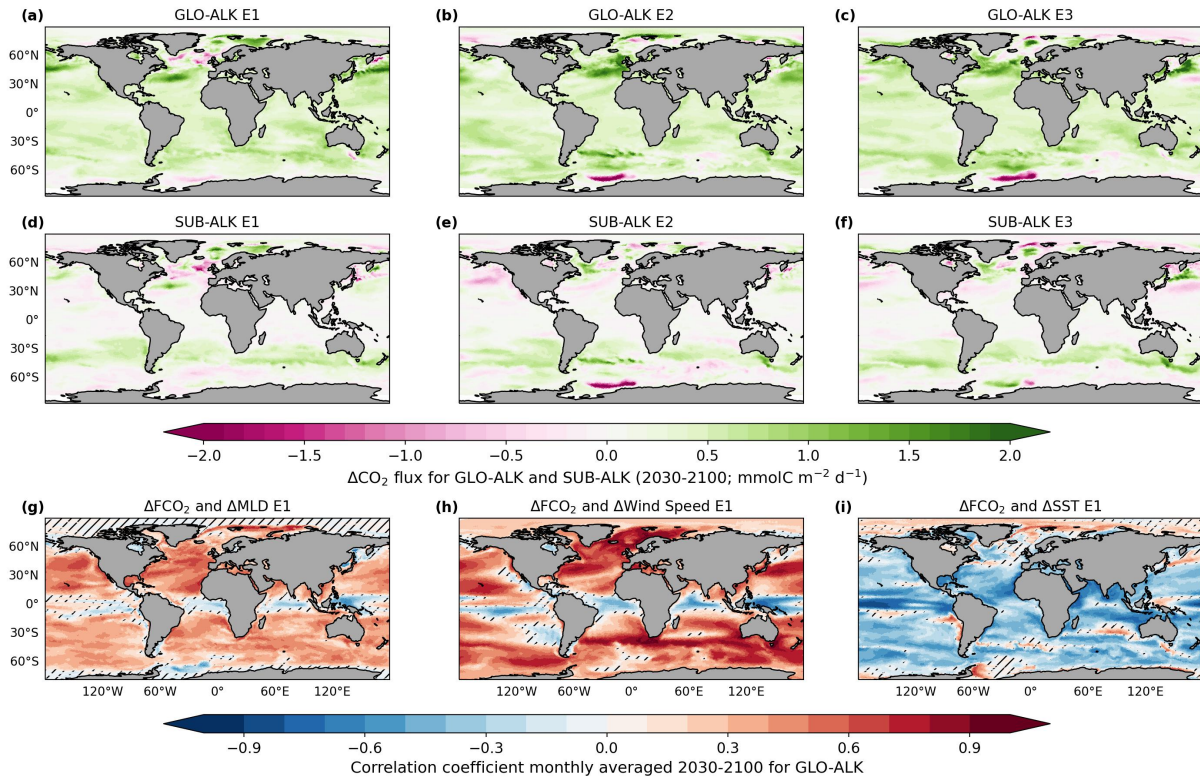 (a) GLO-ALK E1
(b) GLO-ALK E2
(c) GLO-ALK E3
60°N
30°N
0°
30°S
60°S
(d) SUB-ALK E1
(e) SUB-ALK E2
(f) SUB-ALK E3
60°N
30°N
0°
30°S
60°S
−2.0 −1.5 −1.0 −0.5 0.0 0.5 1.0 1.5 2.0
ΔCO₂ flux for GLO-ALK and SUB-ALK (2030-2100; mmolC m⁻² d⁻¹)
(g) ΔFCO₂ and ΔMLD E1
(h) ΔFCO₂ and ΔWind Speed E1
(i) ΔFCO₂ and ΔSST E1
60°N
30°N
0°
30°S
60°S
120°W 60°W 0° 60°E 120°E
120°W 60°W 0° 60°E 120°E
120°W 60°W 0° 60°E 120°E
−0.9 −0.6 −0.3 0.0 0.3 0.6 0.9
Correlation coefficient monthly averaged 2030-2100 for GLO-ALK